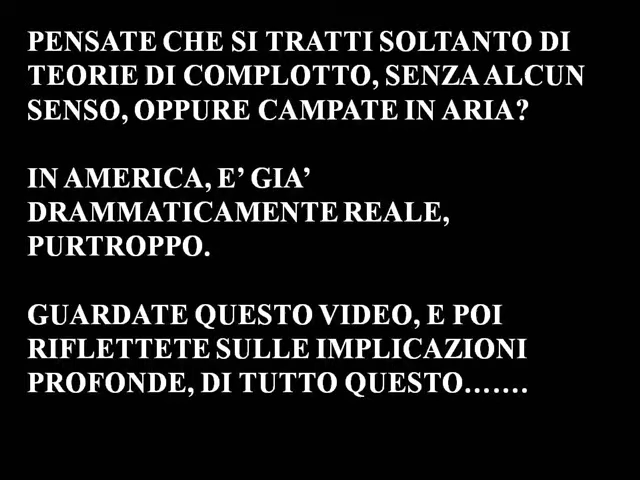 PENSATE CHE SI TRATTI SOLTANTO DI
TEORIE DI COMPLOTTO, SENZA ALCUN
SENSO, OPPURE CAMPATE IN ARIA?
IN AMERICA, E’ GIA’
DRAMMATICAMENTE REALE,
PURTROPPO.
GUARDATE QUESTO VIDEO, E POI
RIFLETTETE SULLE IMPLICAZIONI
PROFONDE, DI TUTTO QUESTO…….